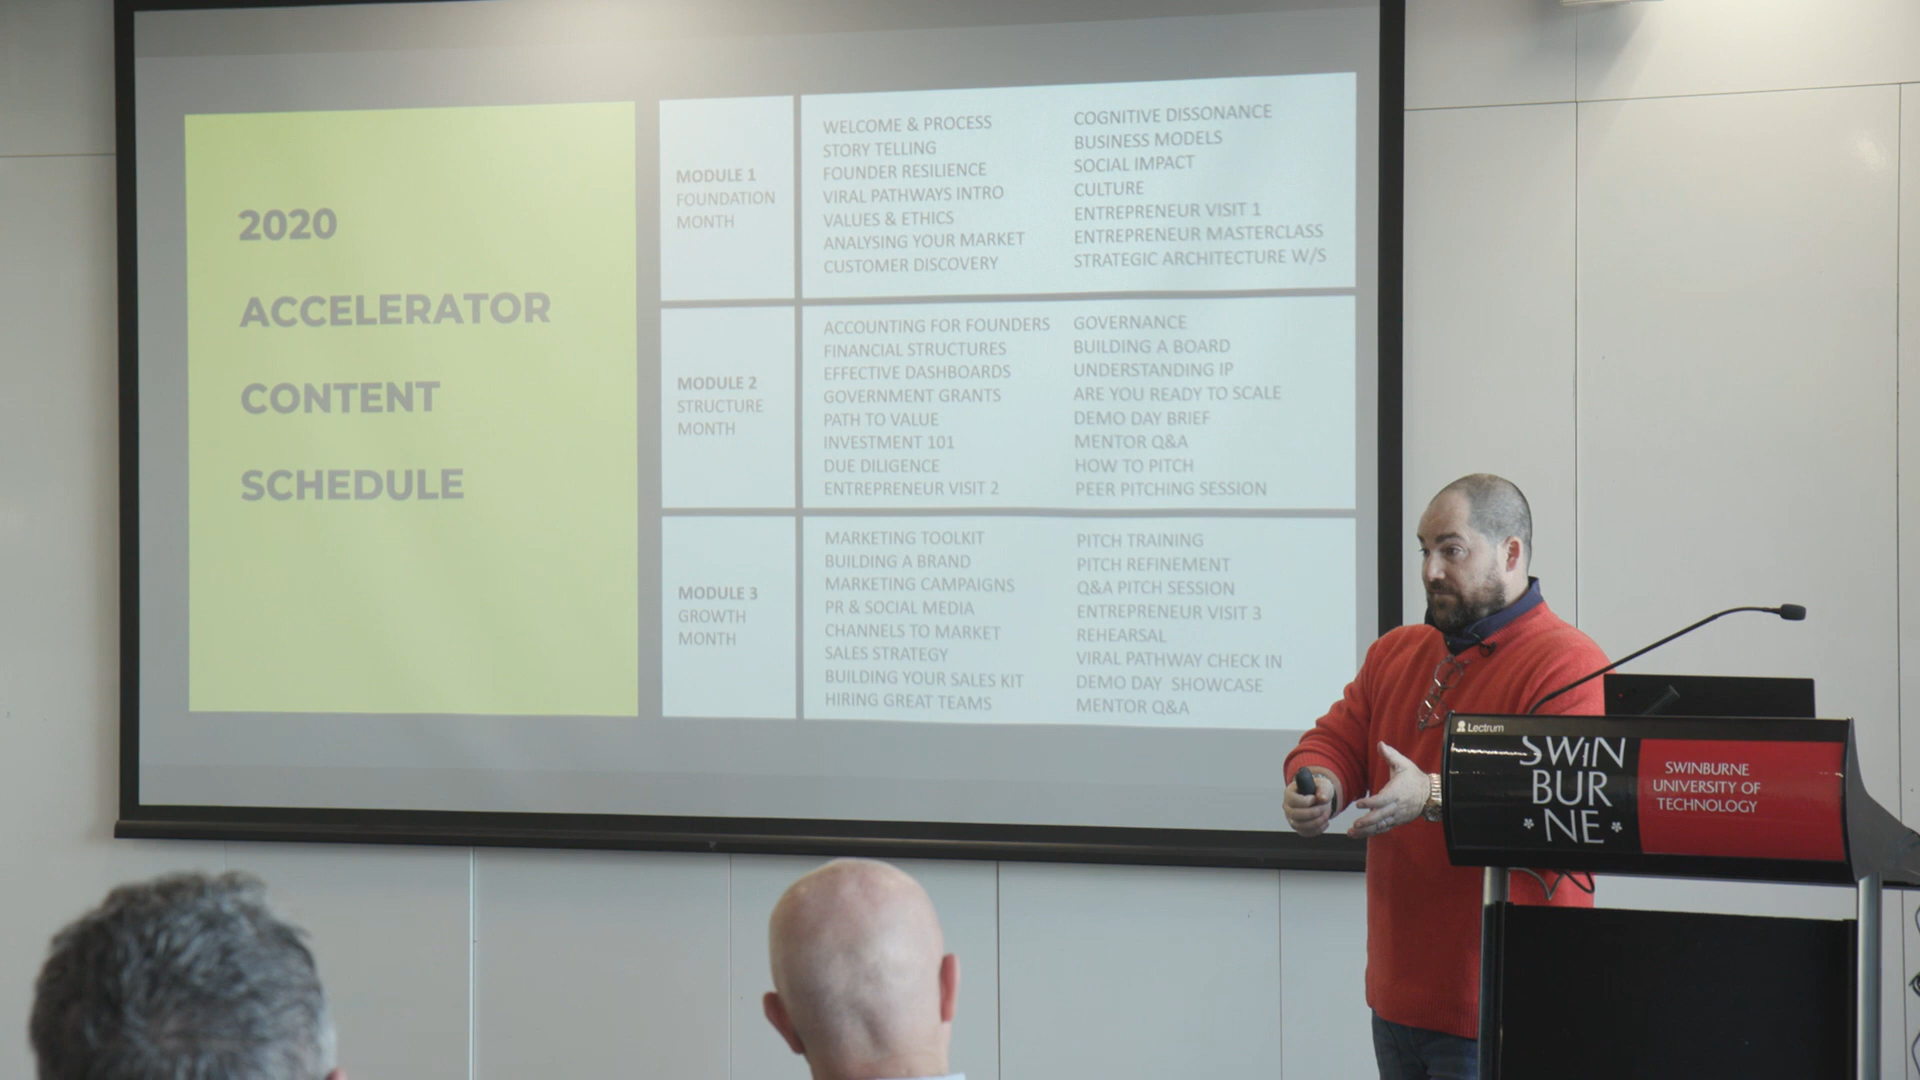 2020
ACCELERATOR
CONTENT
SCHEDULE
MODULE 1
FOUNDATION
MONTH
WELCOME & PROCESS
STORY TELLING
FOUNDER RESILIENCE
VIRAL PATHWAYS INTRO
VALUES & ETHICS
ANALYSING YOUR MARKET
CUSTOMER DISCOVERY
COGNITIVE DISSONANCE
BUSINESS MODELS
SOCIAL IMPACT
CULTURE
ENTREPRENEUR VISIT 1
ENTREPRENEUR MASTERCLASS
STRATEGIC ARCHITECTURE W/S
MODULE 2
STRUCTURE
MONTH
ACCOUNTING FOR FOUNDERS
FINANCIAL STRUCTURES
EFFECTIVE DASHBOARDS
GOVERNMENT GRANTS
PATH TO VALUE
INVESTMENT 101
DUE DILIGENCE
ENTREPRENEUR VISIT 2
GOVERNANCE
BUILDING A BOARD
UNDERSTANDING IP
ARE YOU READY TO SCALE
DEMO DAY BRIEF
MENTOR Q&A
HOW TO PITCH
PEER PITCHING SESSION
MODULE 3
GROWTH
MONTH
MARKETING TOOLKIT
BUILDING A BRAND
MARKETING CAMPAIGNS
PR & SOCIAL MEDIA
CHANNELS TO MARKET
SALES STRATEGY
BUILDING YOUR SALES KIT
HIRING GREAT TEAMS
PITCH TRAINING
PITCH REFINEMENT
Q&A PITCH SESSION
ENTREPRENEUR VISIT 3
REHEARSAL
VIRAL PATHWAY CHECK IN
DEMO DAY SHOWCASE
MENTOR Q&A
Lectrum
SWIN
BUR
NE
SWINBURNE
UNIVERSITY OF
TECHNOLOGY